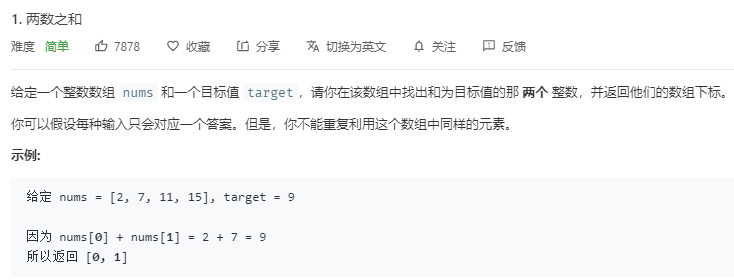 1. 两数之和
难度 简单 7878 收藏 分享 切换为英文 关注 反馈
给定一个整数数组 nums 和一个目标值 target，请你在该数组中找出和为目标值的那 两个 整数，并返回他们的数组下标。
你可以假设每种输入只会对应一个答案。但是，你不能重复利用这个数组中同样的元素。
示例:
给定 nums = [2, 7, 11, 15], target = 9
因为 nums[0] + nums[1] = 2 + 7 = 9
所以返回 [0, 1]